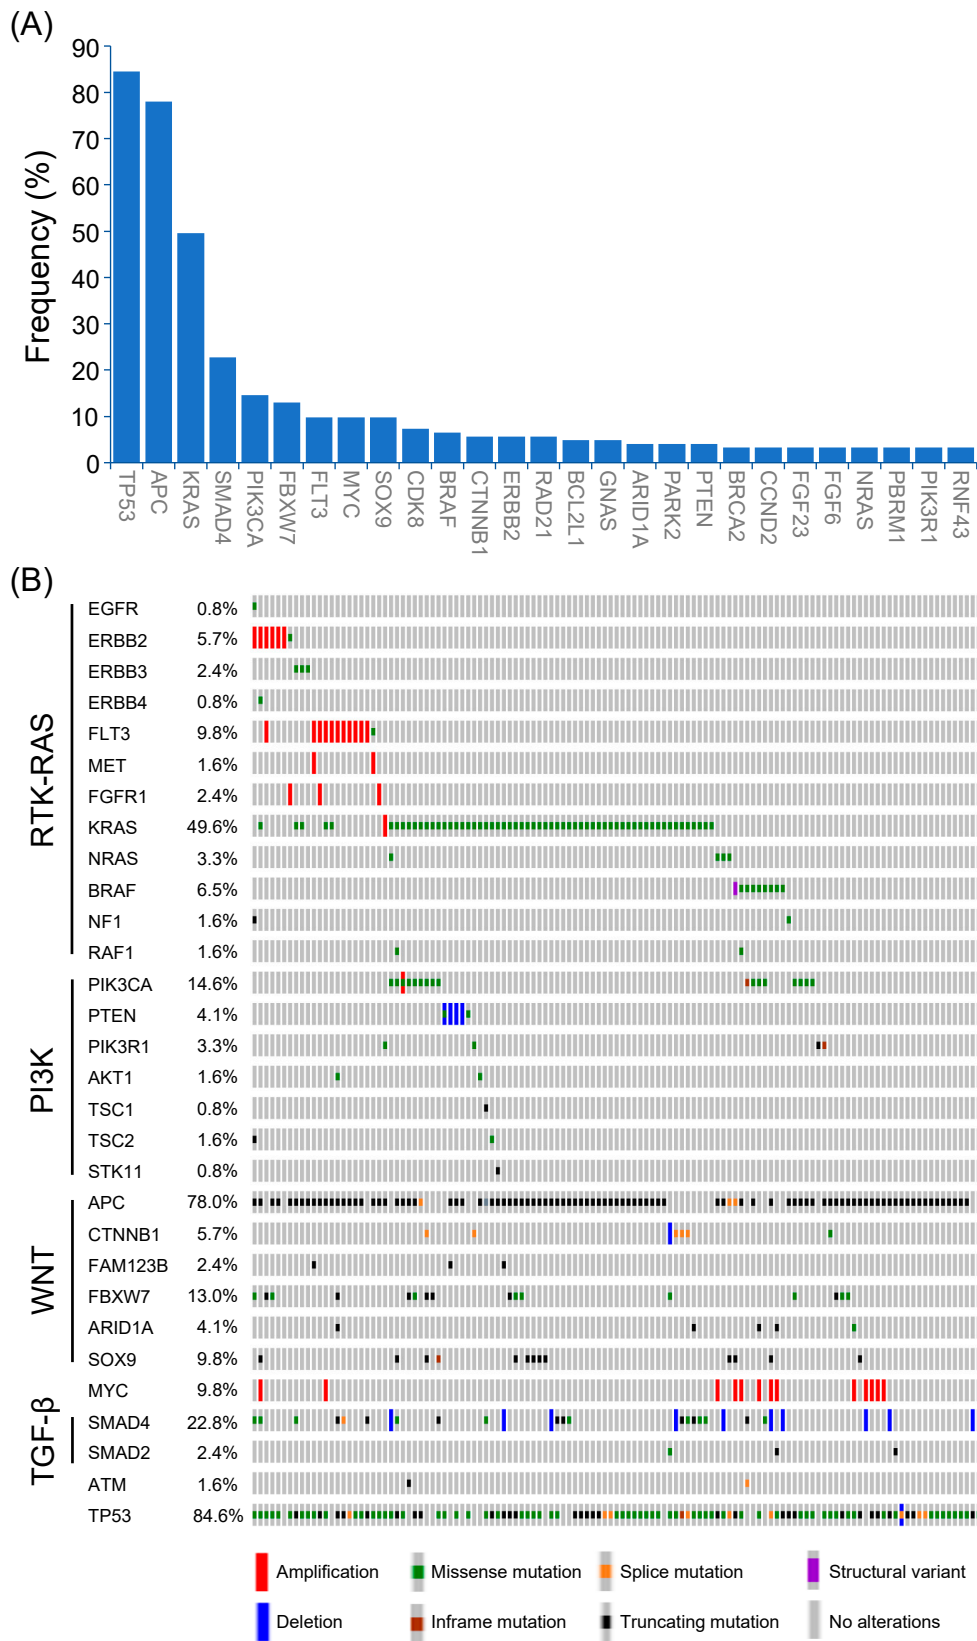 (A)
Frequency (%)
90
80
70
60
50
40
30
20
10
0
TP53 APC KRAS SMAD4 PIK3CA FBXW7 FLT3 MYC SOX9 CDK8 BRAF CTNNB1 ERBB2 RAD21 BCL2L1 GNAS ARID1A PARK2 PTEN BRCA2 CCND2 FGF23 FGF6 NRAS PBRM1 PIK3R1 RNF43
(B)
RTK-RAS
EGFR 0.8%
ERBB2 5.7%
ERBB3 2.4%
ERBB4 0.8%
FLT3 9.8%
MET 1.6%
FGFR1 2.4%
KRAS 49.6%
NRAS 3.3%
BRAF 6.5%
NF1 1.6%
RAF1 1.6%
PI3K
PIK3CA 14.6%
PTEN 4.1%
PIK3R1 3.3%
AKT1 1.6%
TSC1 0.8%
TSC2 1.6%
STK11 0.8%
WNT
APC 78.0%
CTNNB1 5.7%
FAM123B 2.4%
FBXW7 13.0%
ARID1A 4.1%
SOX9 9.8%
MYC 9.8%
TGF-β
SMAD4 22.8%
SMAD2 2.4%
ATM 1.6%
TP53 84.6%
Amplification Missense mutation Splice mutation Structural variant
Deletion Inframe mutation Truncating mutation No alterations